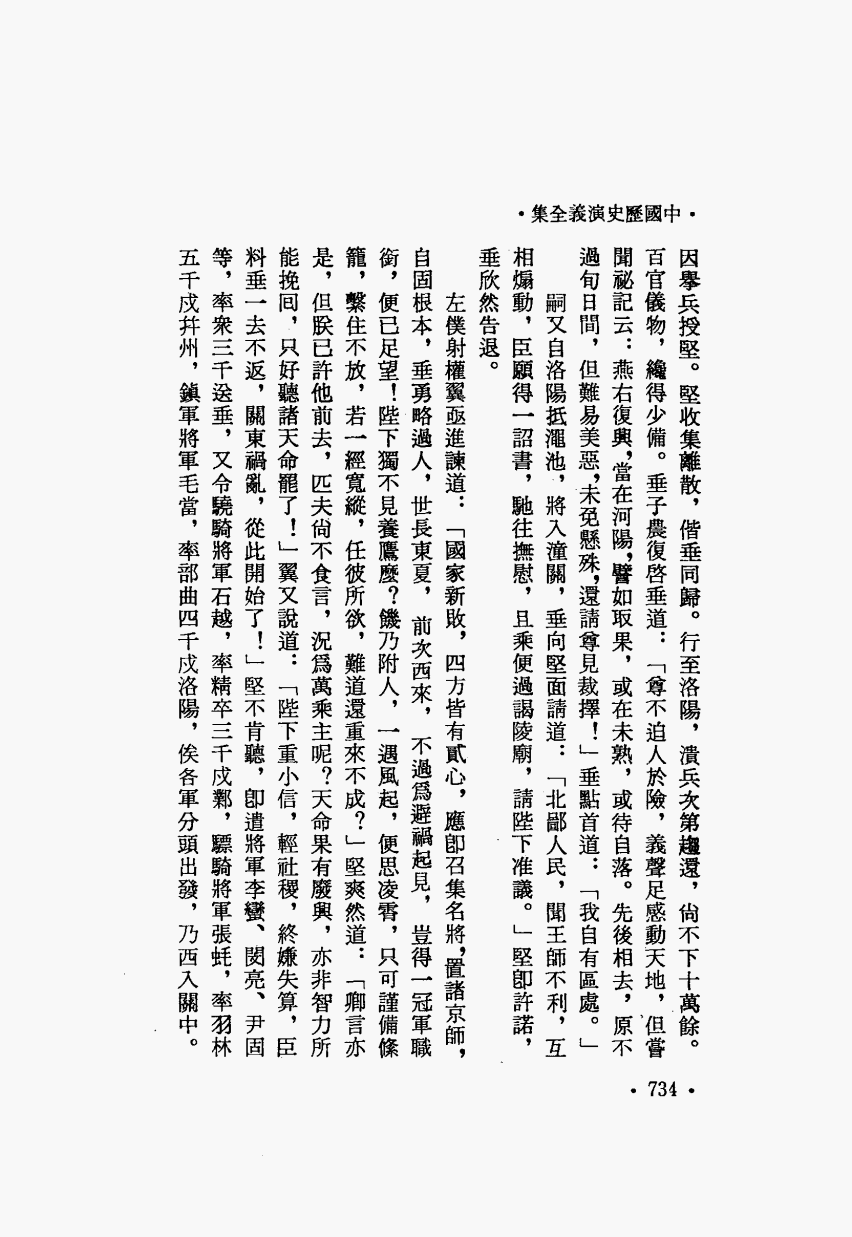 •中國歷史演義全集•
因舉兵授堅。堅收集離散，偕垂同歸。行至洛陽，潰兵次第趨還，尙不下十萬餘。
百官儀物，纔得少備。垂子農復啓垂道：「尊不迫人於險，義聲足感動天地，但嘗
聞祕記云：燕右復興，當在河陽，譬如取果，或在未熟，或待自落。先後相去，原不
過旬日間，但難易美惡，未免懸殊，還請尊見裁擇！」垂點首道：「我自有區處。」
嗣又自洛陽抵澠池，將入潼關，垂向堅面請道：「北鄙人民，聞王師不利，互
相煽動，臣願得一詔書，馳往撫慰，且乘便過謁陵廟，請陛下准議。」堅卽許諾，
垂欣然告退。
左僕射權翼亟進諫道：「國家新敗，四方皆有貳心，應卽召集名將，置諸京師，
自固根本，垂勇略過人，世長東夏，前次西來，不過爲避禍起見，豈得一冠軍職
銜，便已足望！陛下獨不見養鷹麼？饑乃附人，一遇風起，便思凌霄，只可謹備絛
籠，繫住不放，若一經寬縱，任彼所欲，難道還重來不成？」堅爽然道：「卿言亦
是，但朕已許他前去，匹夫尙不食言，況爲萬乘主呢？天命果有廢興，亦非智力所
能挽回，只好聽諸天命罷了！」翼又說道：「陛下重小信，輕社稷，終嫌失算，臣
料垂一去不返，關東禍亂，從此開始了！」堅不肯聽，卽遣將軍李蠻、閔亮、尹固
等，率衆三千送垂，又令驍騎將軍石越，率精卒三千戍鄴，驃騎將軍張蚝，率羽林
五千戍幷州，鎭軍將軍毛當，率部曲四千戍洛陽，俟各軍分頭出發，乃西入關中。
•734•